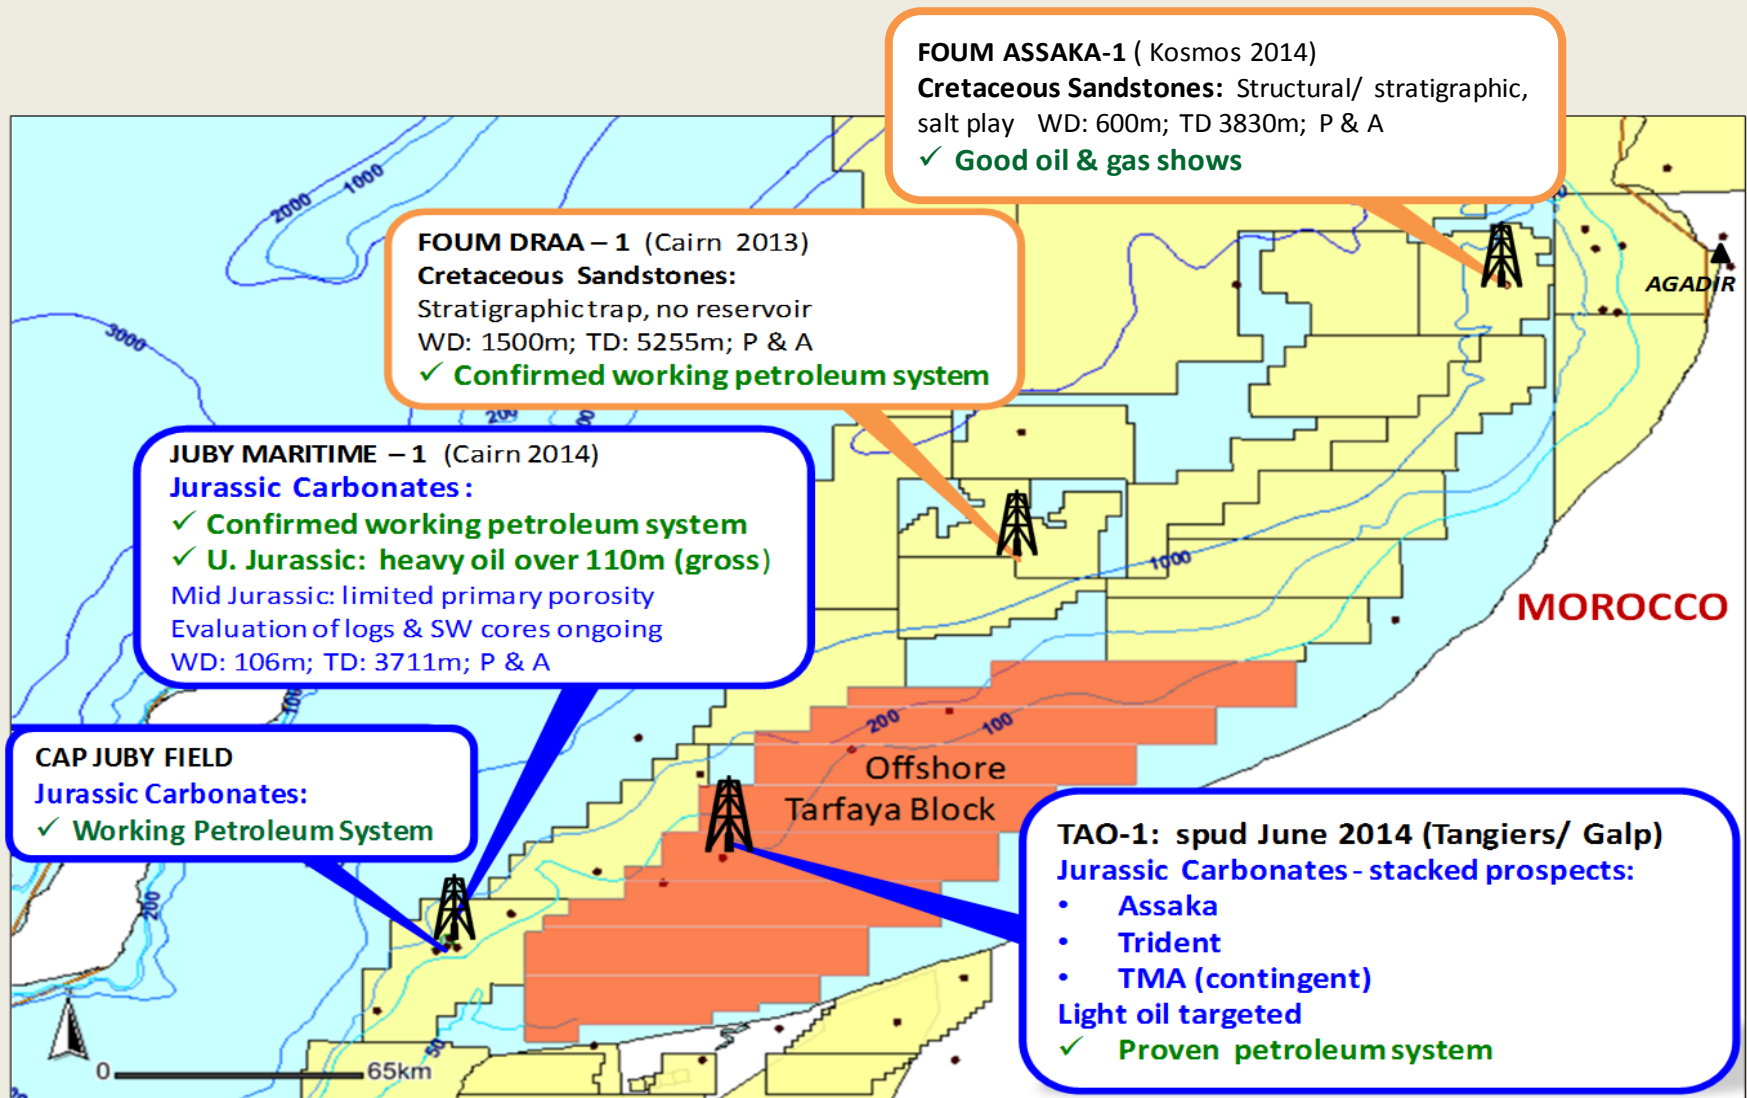 FOUM ASSAKA-1 ( Kosmos 2014)
Cretaceous Sandstones: Structural/ stratigraphic,
salt play WD: 600m; TD 3830m; P & A
✓ Good oil & gas shows
2000
1000
FOUM DRAA – 1 (Cairn 2013)
Cretaceous Sandstones:
Stratigraphic trap, no reservoir
WD: 1500m; TD: 5255m; P & A
✓ Confirmed working petroleum system
AGADIR
3000
JUBY MARITIME – 1 (Cairn 2014)
Jurassic Carbonates:
✓ Confirmed working petroleum system
✓ U. Jurassic: heavy oil over 110m (gross)
Mid Jurassic: limited primary porosity
Evaluation of logs & SW cores ongoing
WD: 106m; TD: 3711m; P & A
1000
MOROCCO
200
100
CAP JUBY FIELD
Jurassic Carbonates:
✓ Working Petroleum System
Offshore
Tarfaya Block
TAO-1: spud June 2014 (Tangiers/ Galp)
Jurassic Carbonates - stacked prospects:
• Assaka
• Trident
• TMA (contingent)
Light oil targeted
✓ Proven petroleum system
200
50
0 65km